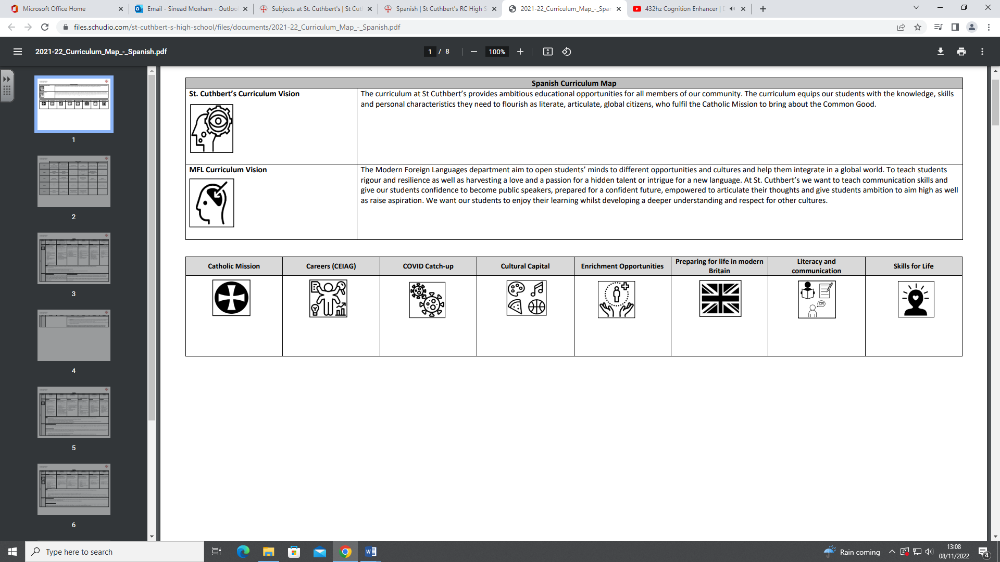 Microsoft Office Home
Email - Sinead Moxham - Outloo
Subjects at St. Cuthbert's | St Cut
Spanish | St Cuthbert's RC High S
2021-22_Curriculum_Map_-_Spar
432hz Cognition Enhancer |
files.schudio.com/st-cuthbert-s-high-school/files/documents/2021-22_Curriculum_Map_-_Spanish.pdf
2021-22_Curriculum_Map_-_Spanish.pdf
1 / 8
100%
1
2
3
4
5
6
Spanish Curriculum Map
St. Cuthbert's Curriculum Vision
The curriculum at St Cuthbert's provides ambitious educational opportunities for all members of our community. The curriculum equips our students with the knowledge, skills
and personal characteristics they need to flourish as literate, articulate, global citizens, who fulfil the Catholic Mission to bring about the Common Good.
MFL Curriculum Vision
The Modern Foreign Languages department aim to open students' minds to different opportunities and cultures and help them integrate in a global world. To teach students
rigour and resilience as well as harvesting a love and a passion for a hidden talent or intrigue for a new language. At St. Cuthbert's we want to teach communication skills and
give our students confidence to become public speakers, prepared for a confident future, empowered to articulate their thoughts and give students ambition to aim high as well
as raise aspiration. We want our students to enjoy their learning whilst developing a deeper understanding and respect for other cultures.
Catholic Mission
Careers (CEIAG)
COVID Catch-up
Cultural Capital
Enrichment Opportunities
Preparing for life in modern
Britain
Literacy and
communication
Skills for Life
Type here to search
Rain coming
13:08
08/11/2022
4